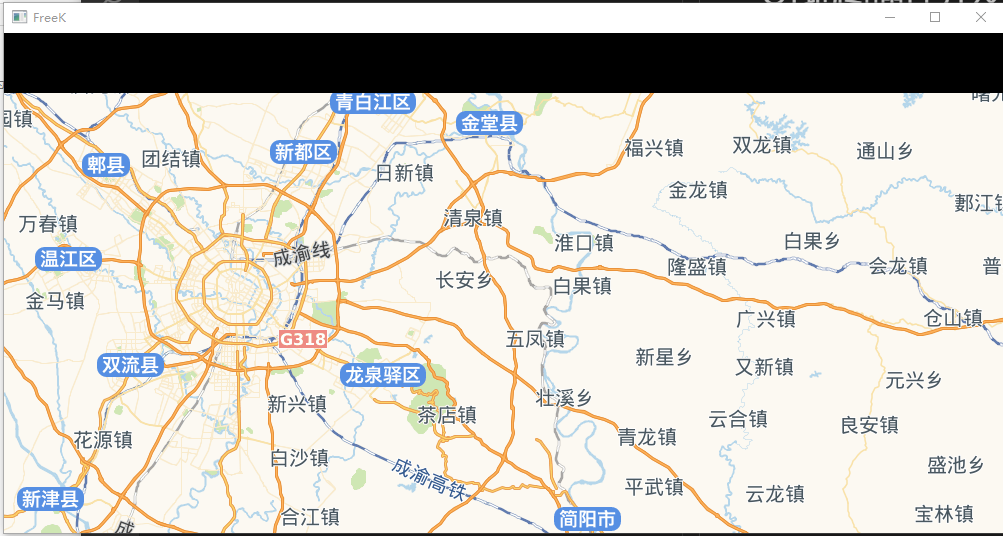 FreeK
青白江区
金堂县
园镇
福兴镇
双龙镇
通山乡
新都区
团结镇
郫县
日新镇
金龙镇
万春镇
清泉镇
郪江镇
淮口镇
白果乡
成渝线
温江区
隆盛镇
会龙镇
普
长安乡
白果镇
金马镇
广兴镇
仓山镇
G318
五凤镇
新星乡
双流县
又新镇
龙泉驿区
元兴乡
壮溪乡
新兴镇
茶店镇
云合镇
良安镇
花源镇
青龙镇
白沙镇
盛池乡
成渝高铁
平武镇
云龙镇
新津县
宝林镇
合江镇
简阳市
成